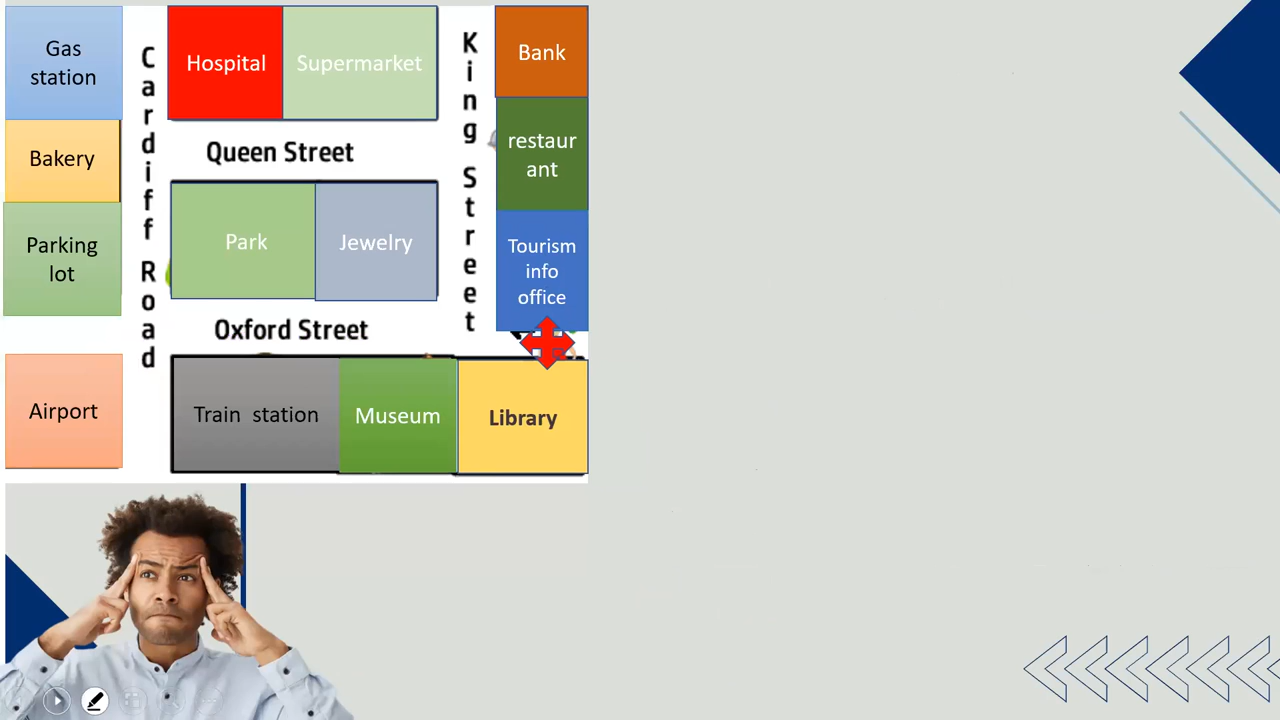 Gas
station
Hospital
Supermarket
Bank
Bakery
Queen Street
restaur
ant
Cardiff Road
King Street
Parking
lot
Park
Jewelry
Tourism
info
office
Oxford Street
Airport
Train station
Museum
Library